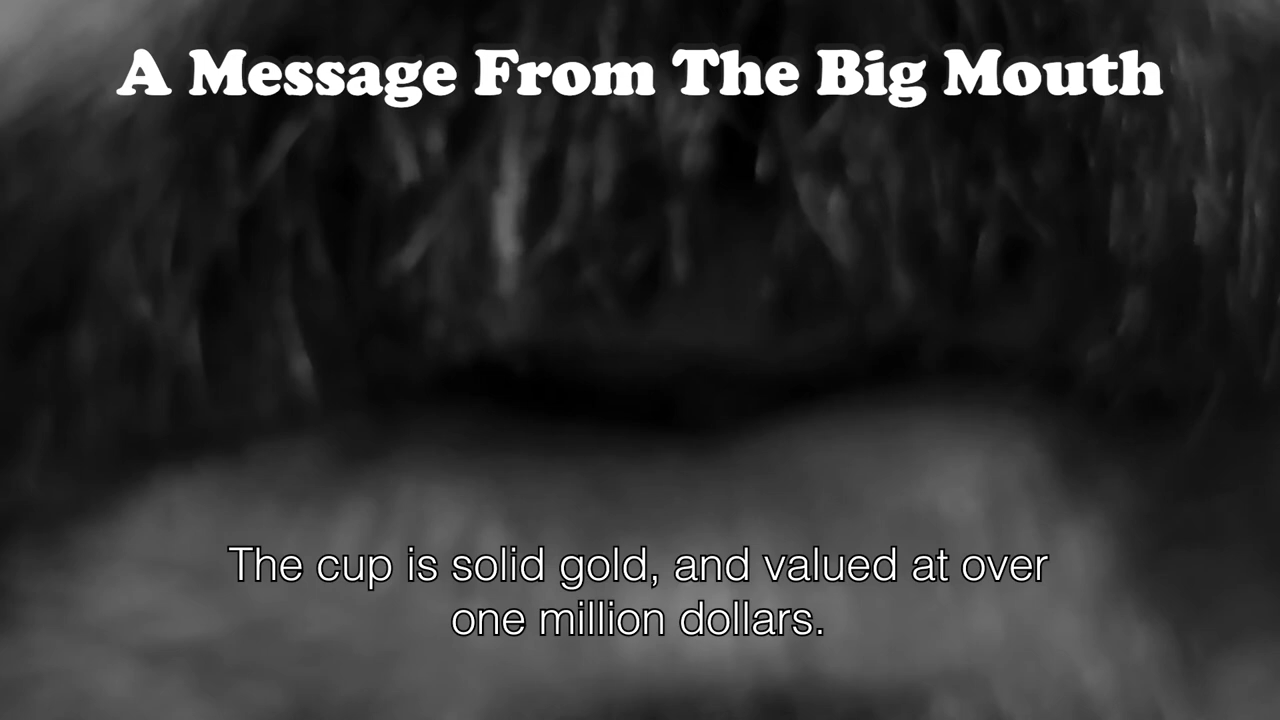 A Message From The Big Mouth
The cup is solid gold, and valued at over
one million dollars.